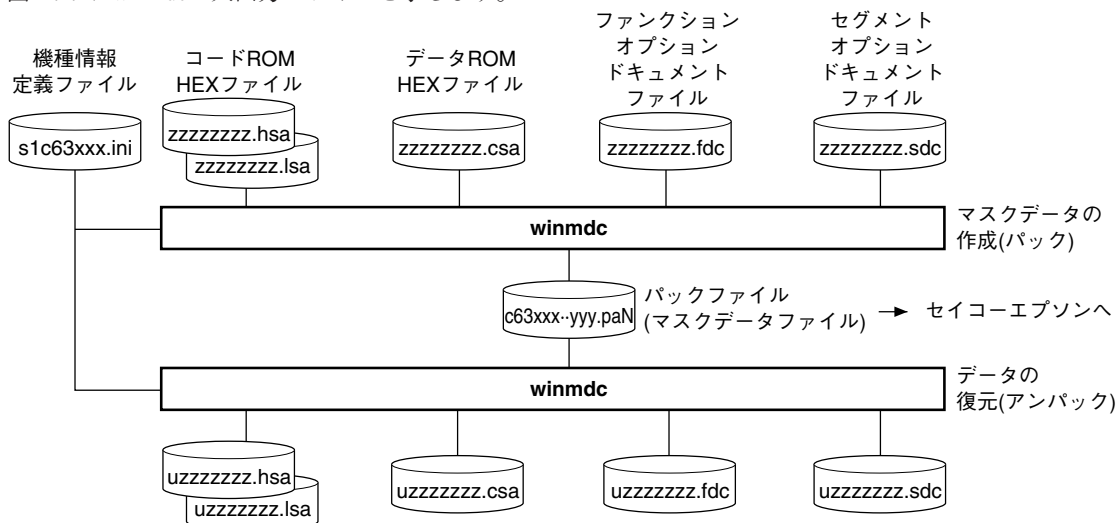 ファンクション
オプション
ドキュメント
ファイル
セグメント
オプション
ドキュメント
ファイル
機種情報
定義ファイル
コードROM
HEXファイル
データROM
HEXファイル
s1c63xxx.ini
zzzzzzzz.hsa
zzzzzzzz.lsa
zzzzzzzz.csa
zzzzzzzz.fdc
zzzzzzzz.sdc
winmdc
マスクデータの
作成(パック)
c63xxx··yyy.paN
パックファイル
(マスクデータファイル)
セイコーエプソンへ
winmdc
データの
復元(アンパック)
uzzzzzzz.hsa
uzzzzzzz.lsa
uzzzzzzz.csa
uzzzzzzz.fdc
uzzzzzzz.sdc